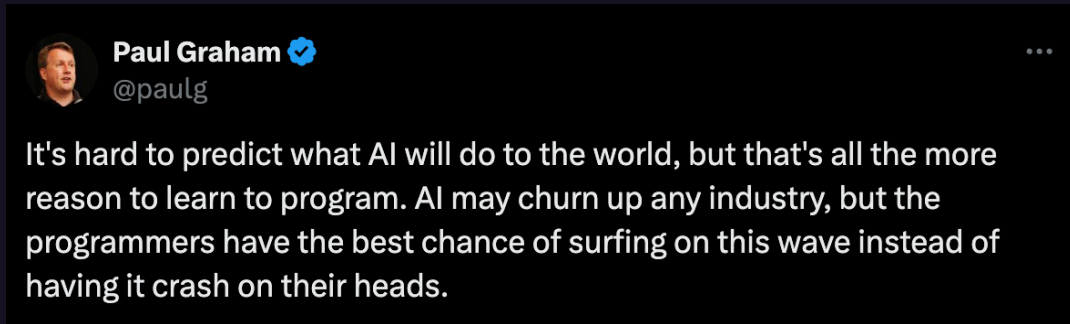 Paul Graham
@paulg
It's hard to predict what AI will do to the world, but that's all the more
reason to learn to program. AI may churn up any industry, but the
programmers have the best chance of surfing on this wave instead of
having it crash on their heads.